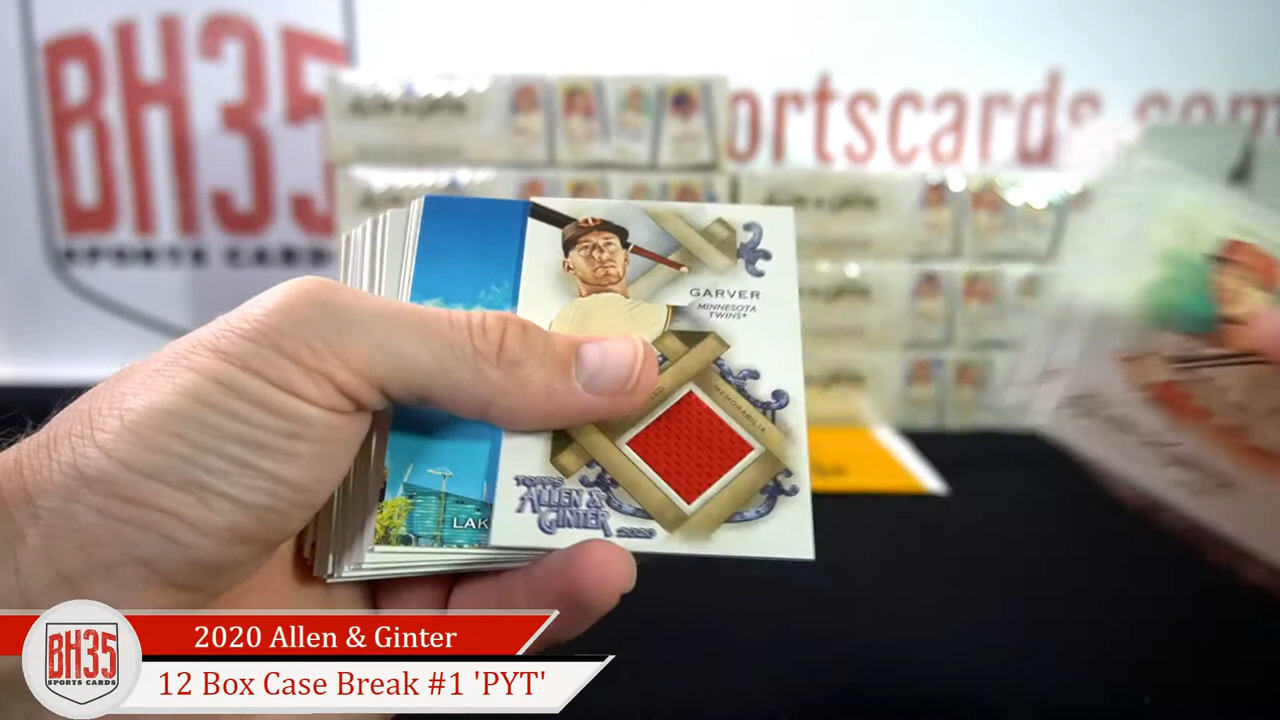 BH35
SPORTS CARDS
ortscards.com
GARVER
MINNESOTA
TWINS*
MEMORABILIA
TOPPS
ALLEN &
GINTER
2020
LAK
BH35
SPORTS CARDS
2020 Allen & Ginter
12 Box Case Break #1 'PYT'